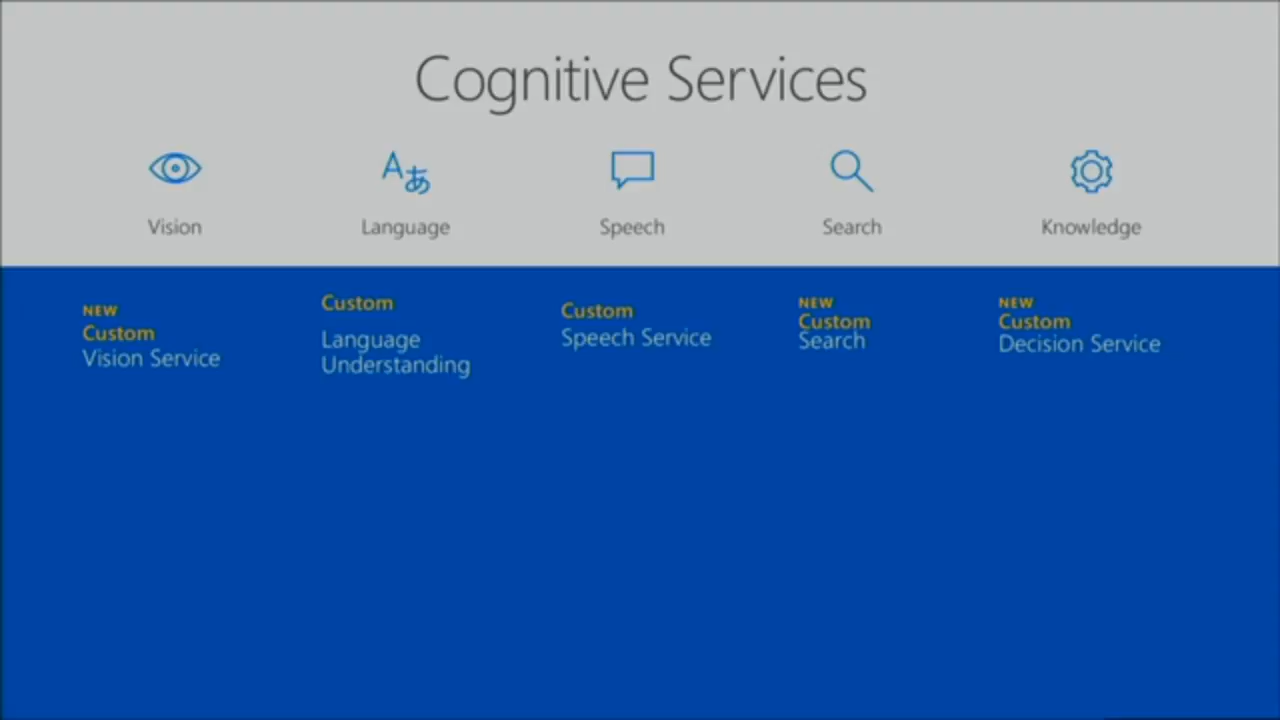 Cognitive Services
Aあ
Vision
Language
Speech
Search
Knowledge
NEW
Custom
Vision Service
Custom
Language
Understanding
Custom
Speech Service
NEW
Custom
Search
NEW
Custom
Decision Service